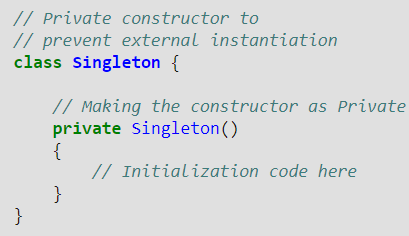 // Private constructor to
// prevent external instantiation
class Singleton {
// Making the constructor as Private
private Singleton()
{
// Initialization code here
}
}